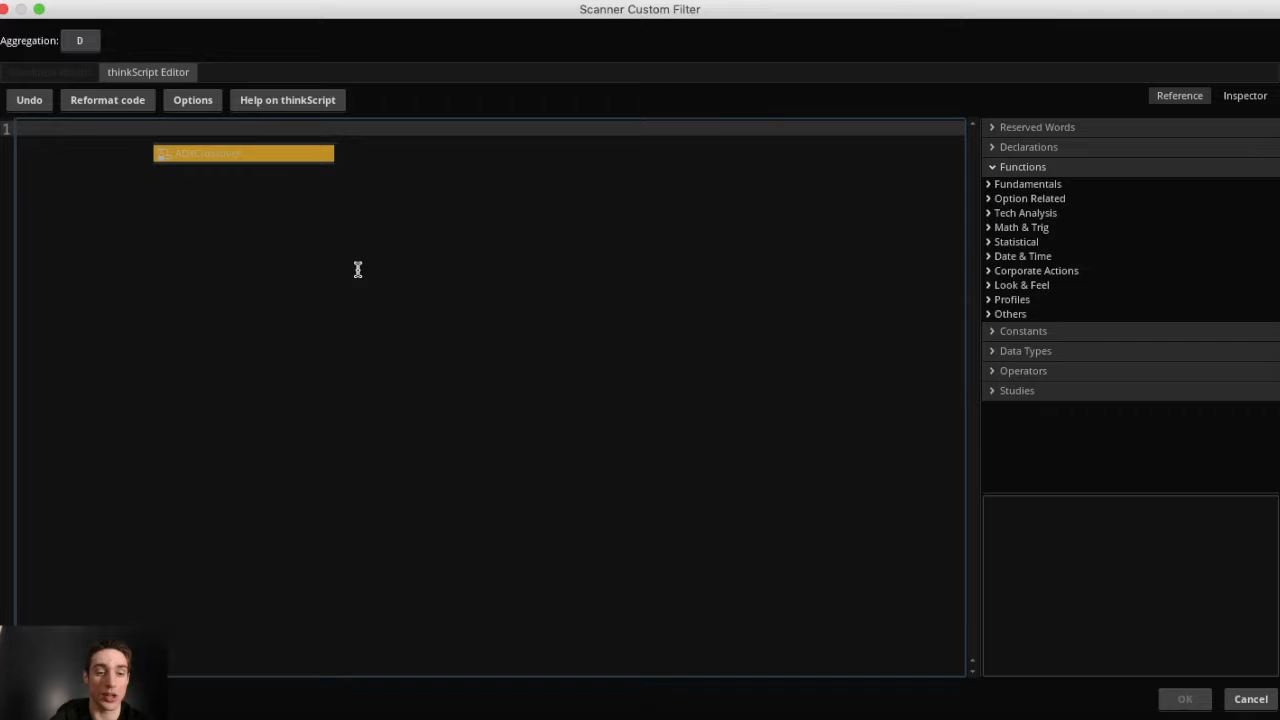 Scanner Custom Filter
Aggregation: D
thinkScript Editor
Undo Reformat code Options Help on thinkScript
Reference Inspector
1
ADXCrossover
Reserved Words
Declarations
Functions
Fundamentals
Option Related
Tech Analysis
Math & Trig
Statistical
Date & Time
Corporate Actions
Look & Feel
Profiles
Others
Constants
Data Types
Operators
Studies
OK Cancel